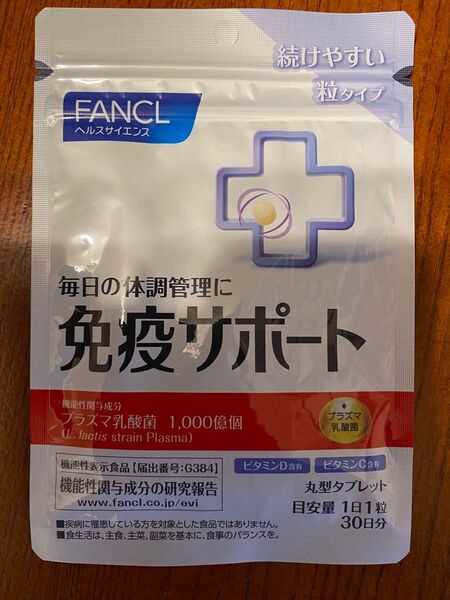 続けやすい
粒タイプ
FANCL
ヘルスサイエンス
毎日の体調管理に
免疫サポート
機能性関与成分
プラズマ乳酸菌 1,000億個
(L. lactis strain Plasma)
プラズマ
乳酸菌
機能性表示食品【届出番号:G384】
機能性関与成分の研究報告
www.fancl.co.jp/evi
ビタミンD含有
ビタミンC含有
丸型タブレット
目安量 1日1粒
30日分
■疾病に罹患している方を対象とした食品ではありません。
■食生活は、主食、主菜、副菜を基本に、食事のバランスを。